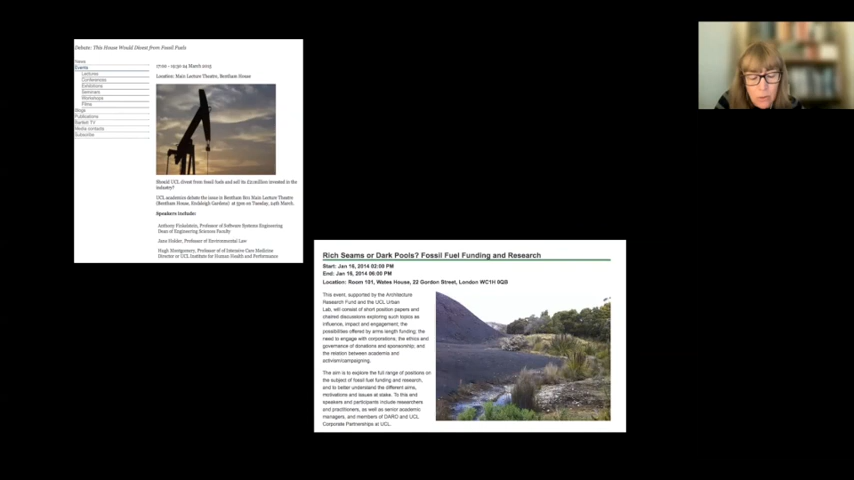 Debate: This House Would Divest from Fossil Fuels
News
Events
Lectures
Conferences
Exhibitions
Seminars
Workshops
Films
Blogs
Publications
Bartlett TV
Media contacts
Subscribe
17:00 - 19:30 24 March 2015
Location: Main Lecture Theatre, Bentham House
Should UCL divest from fossil fuels and sell its £21million invested in the
industry?
UCL academics debate the issue in Bentham B01 Main Lecture Theatre
(Bentham House, Endsleigh Gardens) at 5pm on Tuesday, 24th March.
Speakers Include:
Anthony Finkelstein, Professor of Software Systems Engineering
Dean of Engineering Sciences Faculty
Jane Holder, Professor of Environmental Law
Hugh Montgomery, Professor of of Intensive Care Medicine
Director or UCL Institute for Human Health and Performance
Rich Seams or Dark Pools? Fossil Fuel Funding and Research
Start: Jan 16, 2014 02:00 PM
End: Jan 16, 2014 06:00 PM
Location: Room 101, Wates House, 22 Gordon Street, London WC1H 0QB
This event, supported by the Architecture
Research Fund and the UCL Urban
Lab, will consist of short position papers and
chaired discussions exploring such topics as
influence, impact and engagement; the
possibilities offered by arms length funding; the
need to engage with corporations; the ethics and
governance of donations and sponsorship; and
the relation between academia and
activism/campaigning.
The aim is to explore the full range of positions on
the subject of fossil fuel funding and research,
and to better understand the different aims,
motivations and issues at stake. To this end
speakers and participants include researchers
and practitioners, as well as senior academic
managers, and members of DARO and UCL
Corporate Partnerships at UCL.